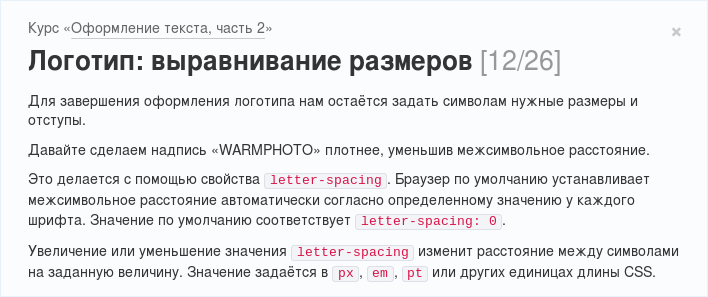 Курс «Оформление текста, часть 2»
×
Логотип: выравнивание размеров [12/26]
Для завершения оформления логотипа нам остаётся задать символам нужные размеры и
отступы.
Давайте сделаем надпись «WARMPHOTO» плотнее, уменьшив межсимвольное расстояние.
Это делается с помощью свойства letter-spacing. Браузер по умолчанию устанавливает
межсимвольное расстояние автоматически согласно определенному значению у каждого
шрифта. Значение по умолчанию соответствует letter-spacing: 0.
Увеличение или уменьшение значения letter-spacing изменит расстояние между символами
на заданную величину. Значение задаётся в px, em, pt или других единицах длины CSS.